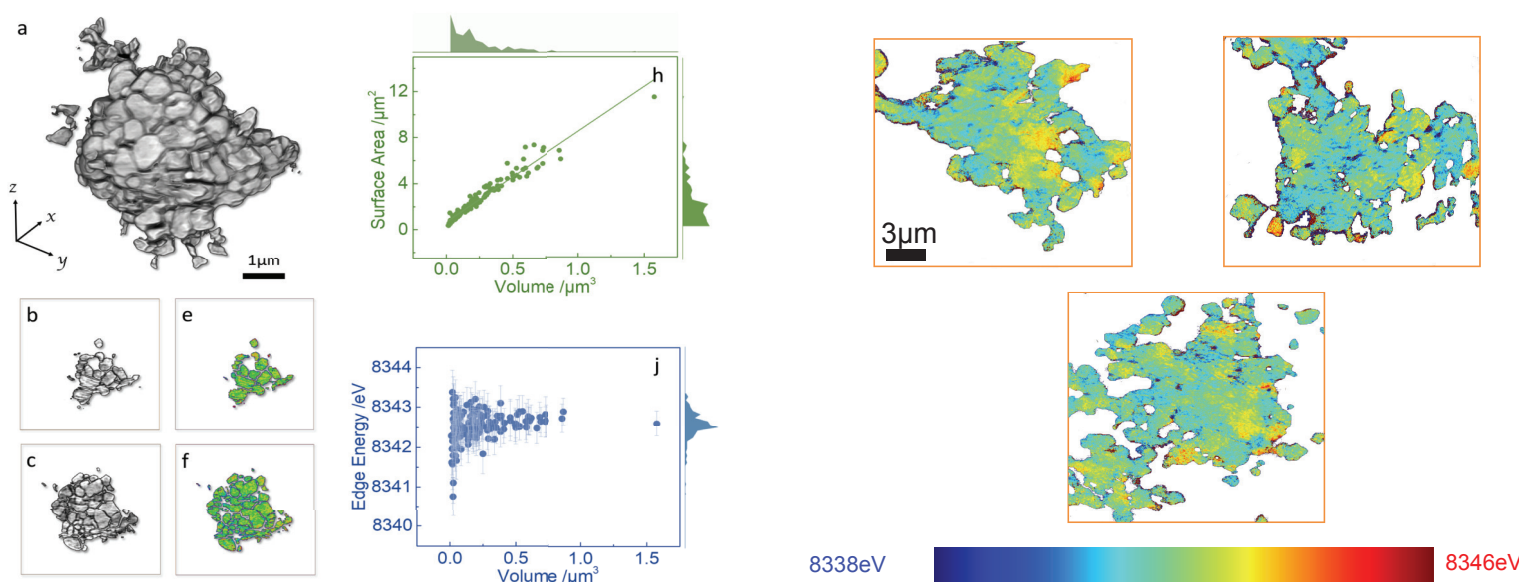 a
z
x
y
1µm
b
e
c
f
h
12
8
4
0
Surface Area /µm²
0.0 0.5 1.0 1.5
Volume /µm³
j
8344
8343
8342
8341
8340
Edge Energy /eV
0.0 0.5 1.0 1.5
Volume /µm³
3µm
8338eV
8346eV